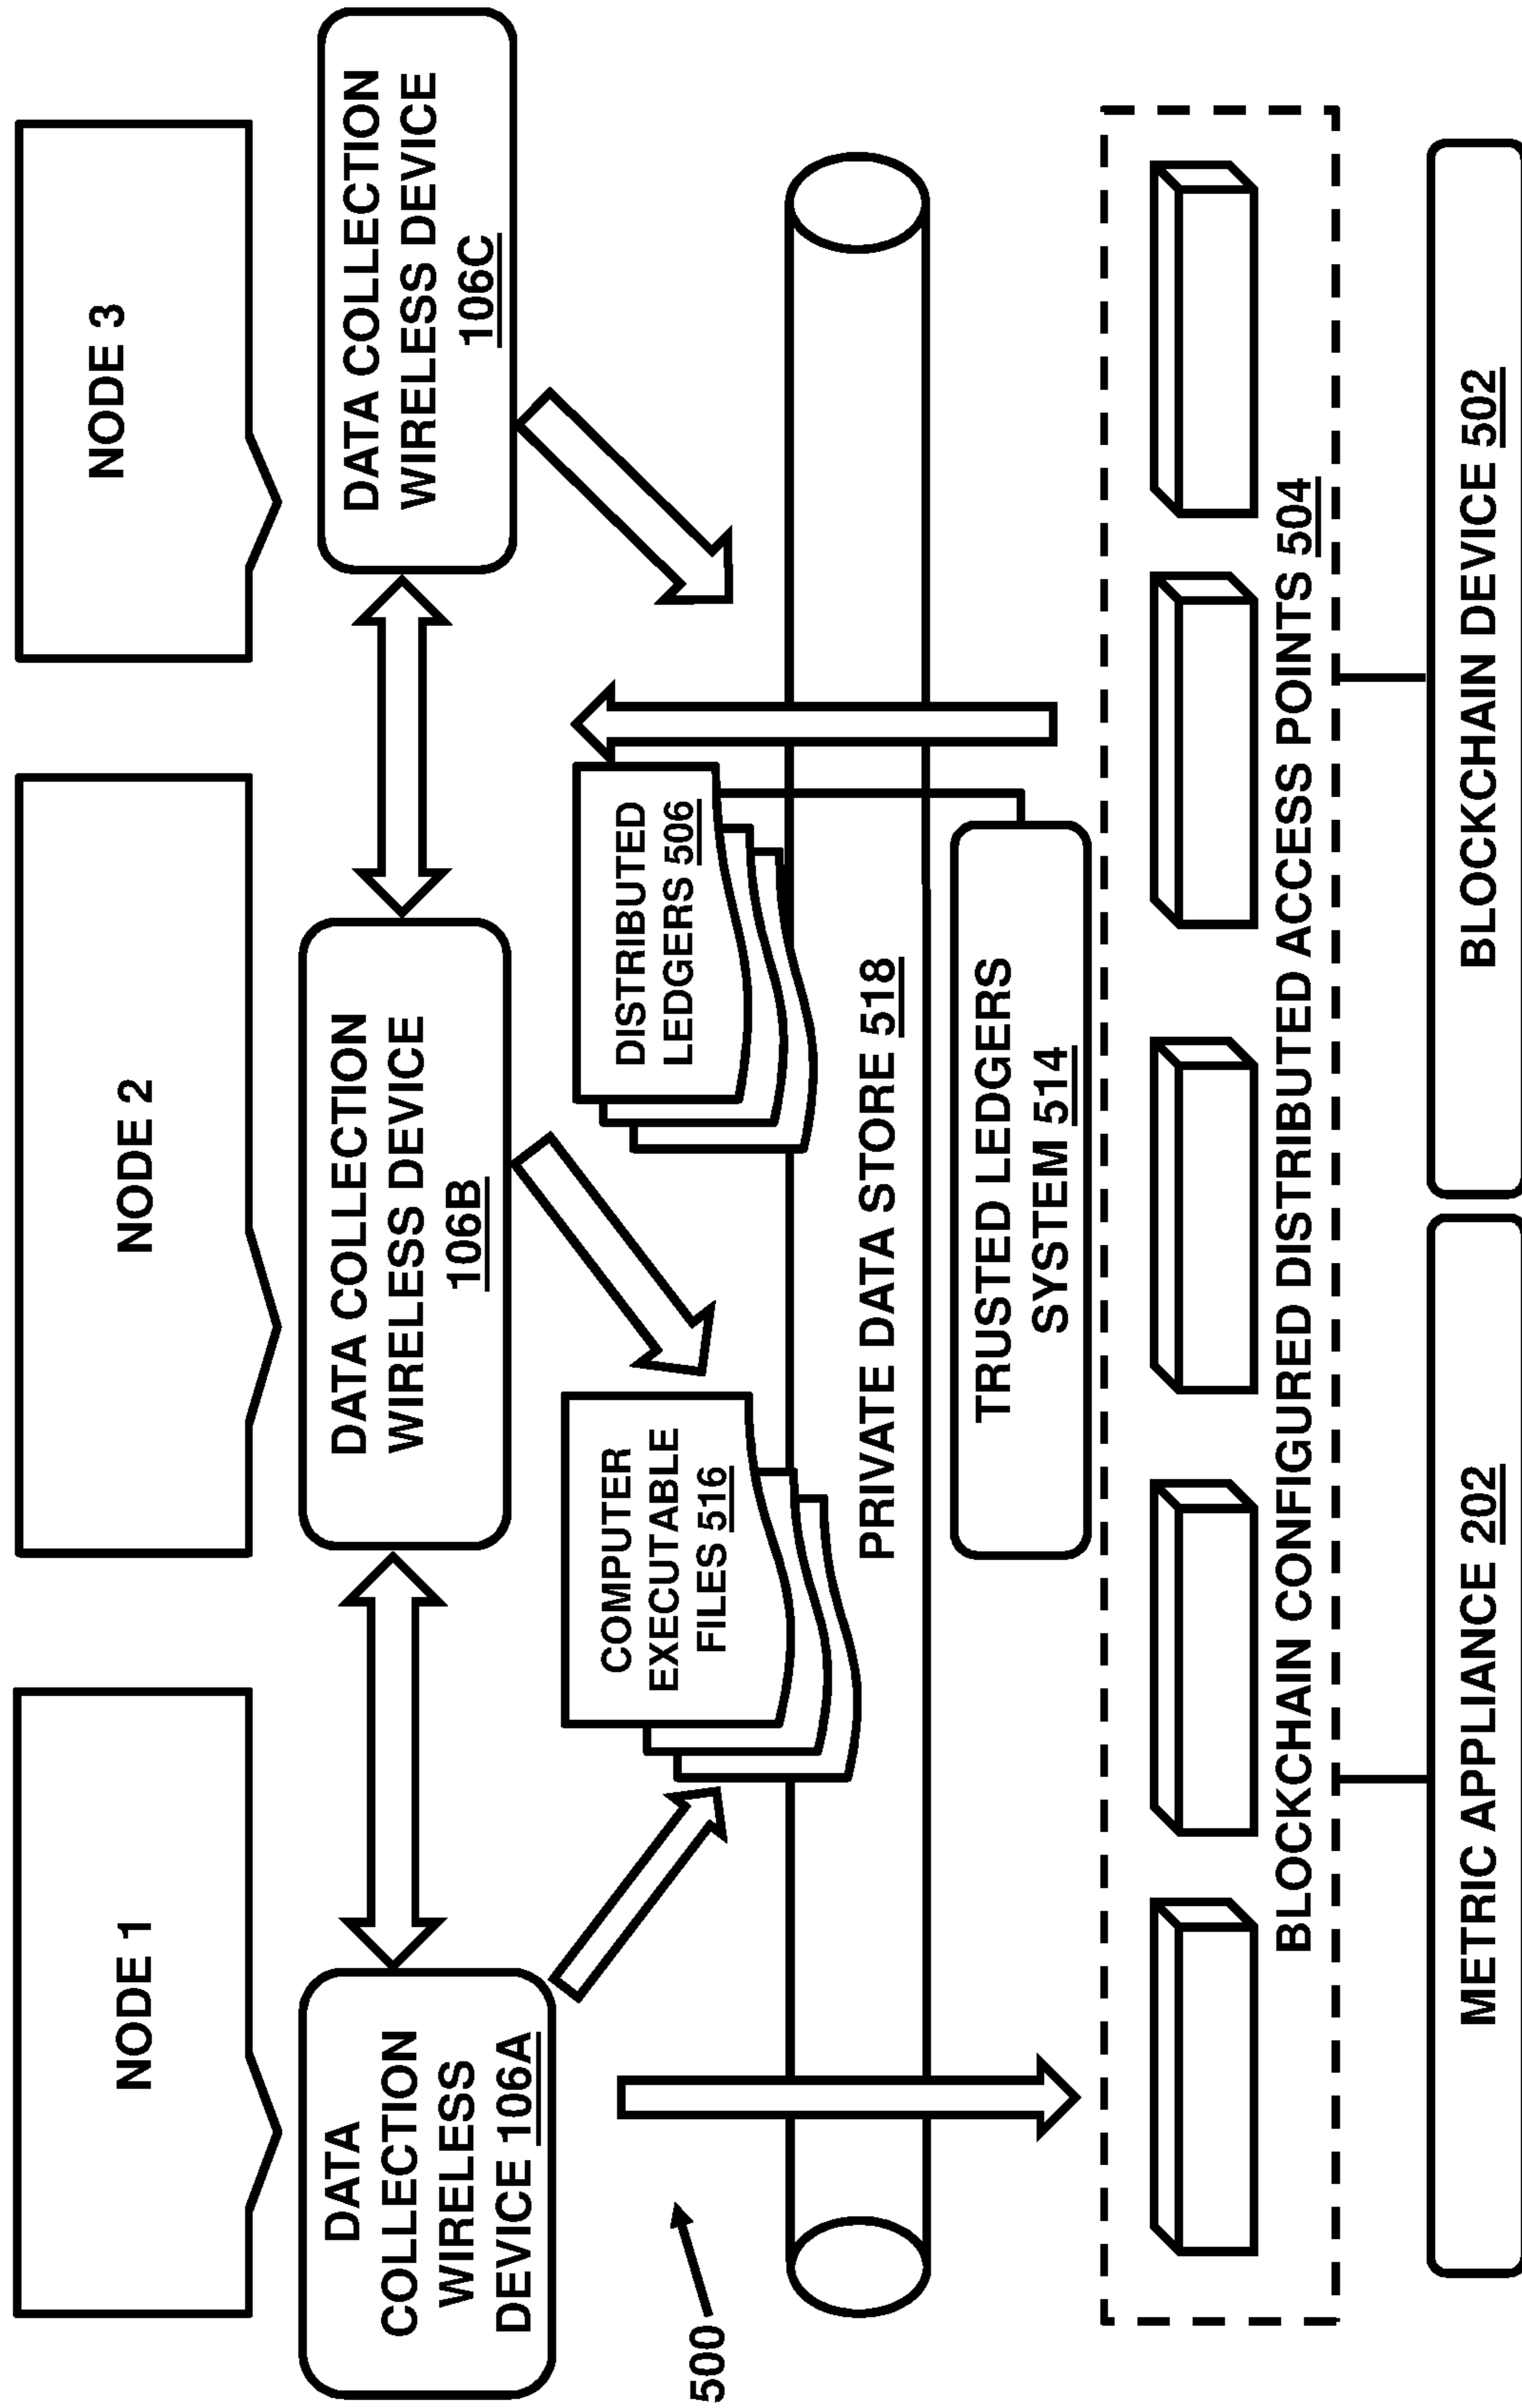 NODE 1
NODE 2
NODE 3
DATA
COLLECTION
WIRELESS
DEVICE 106A
DATA COLLECTION
WIRELESS DEVICE
106B
DATA COLLECTION
WIRELESS DEVICE
106C
500
COMPUTER
EXECUTABLE
FILES 516
DISTRIBUTED
LEDGERS 506
PRIVATE DATA STORE 518
TRUSTED LEDGERS
SYSTEM 514
BLOCKCHAIN CONFIGURED DISTRIBUTED ACCESS POINTS 504
METRIC APPLIANCE 202
BLOCKCHAIN DEVICE 502